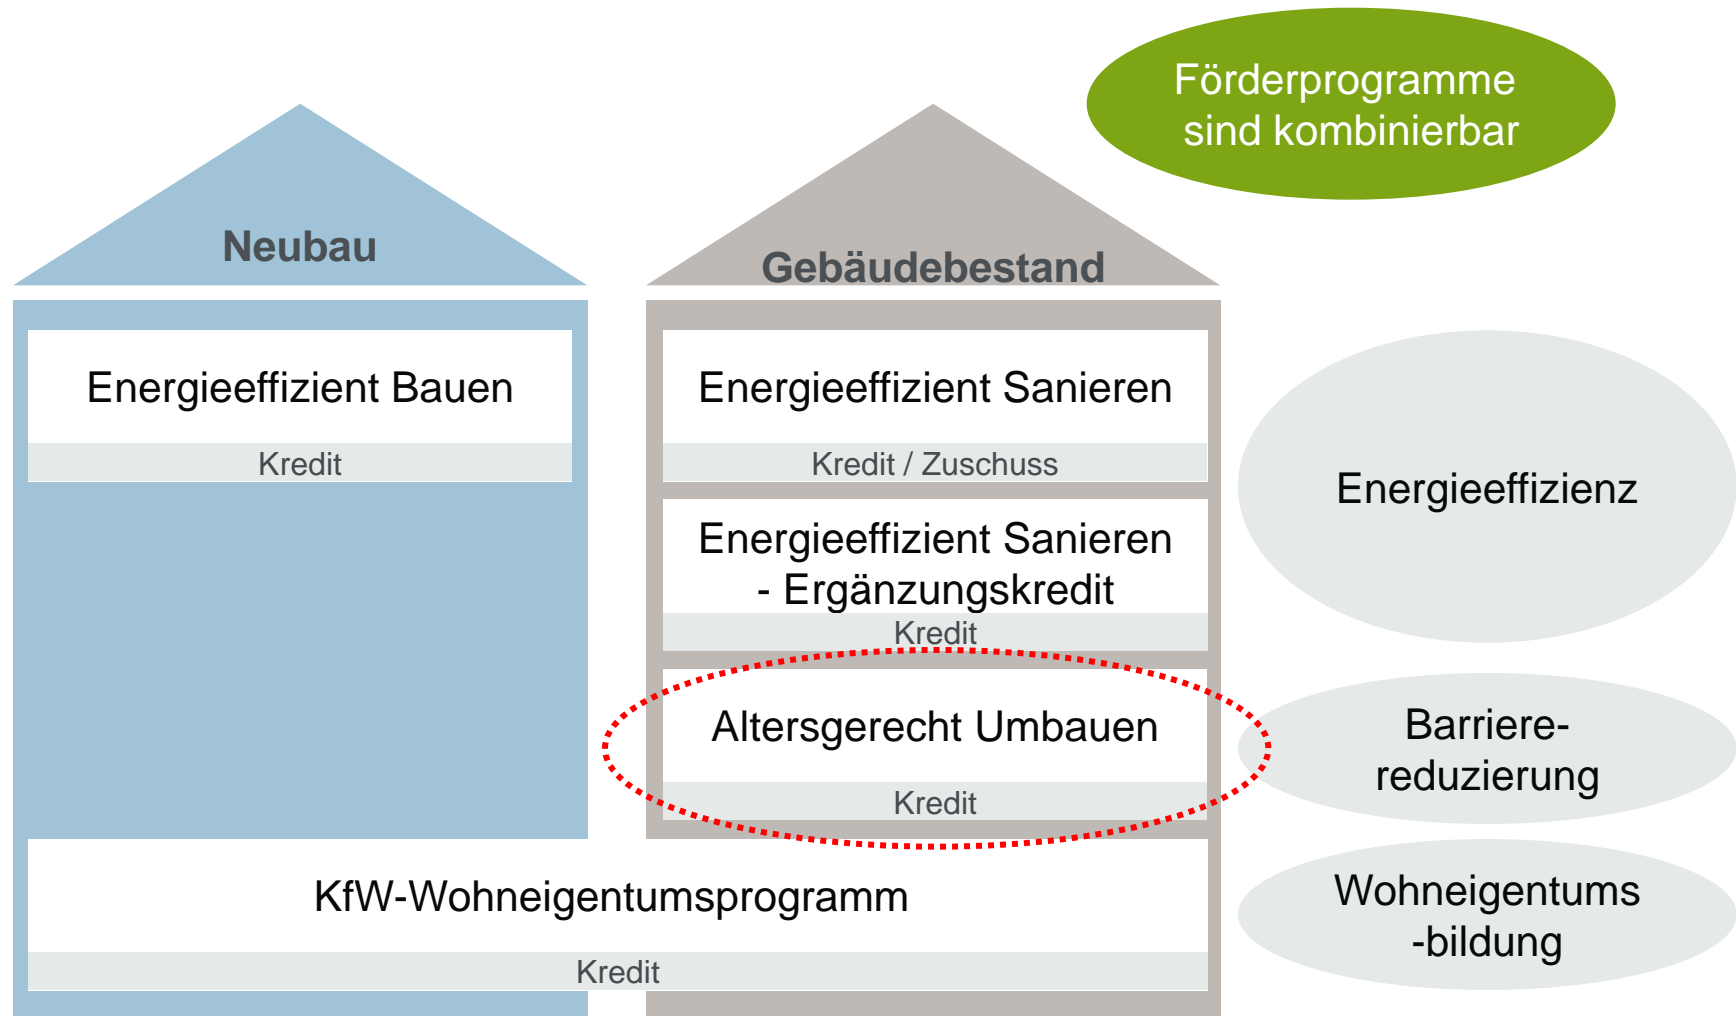 Förderprogramme
sind kombinierbar
Neubau
Gebäudebestand
Energieeffizient Bauen
Kredit
Energieeffizient Sanieren
Kredit / Zuschuss
Energieeffizient Sanieren
- Ergänzungskredit
Kredit
Energieeffizienz
Altersgerecht Umbauen
Kredit
Barriere-
reduzierung
KfW-Wohneigentumsprogramm
Kredit
Wohneigentums
-bildung